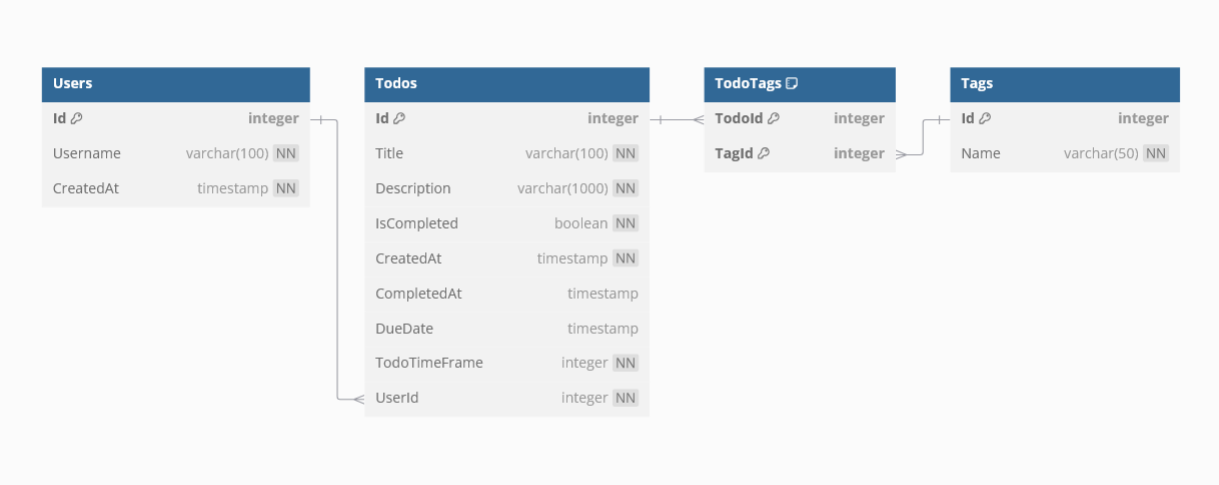 Users
Id integer
Username varchar(100) NN
CreatedAt timestamp NN
Todos
Id integer
Title varchar(100) NN
Description varchar(1000) NN
IsCompleted boolean NN
CreatedAt timestamp NN
CompletedAt timestamp
DueDate timestamp
TodoTimeFrame integer NN
UserId integer NN
TodoTags
TodoId integer
TagId integer
Tags
Id integer
Name varchar(50) NN